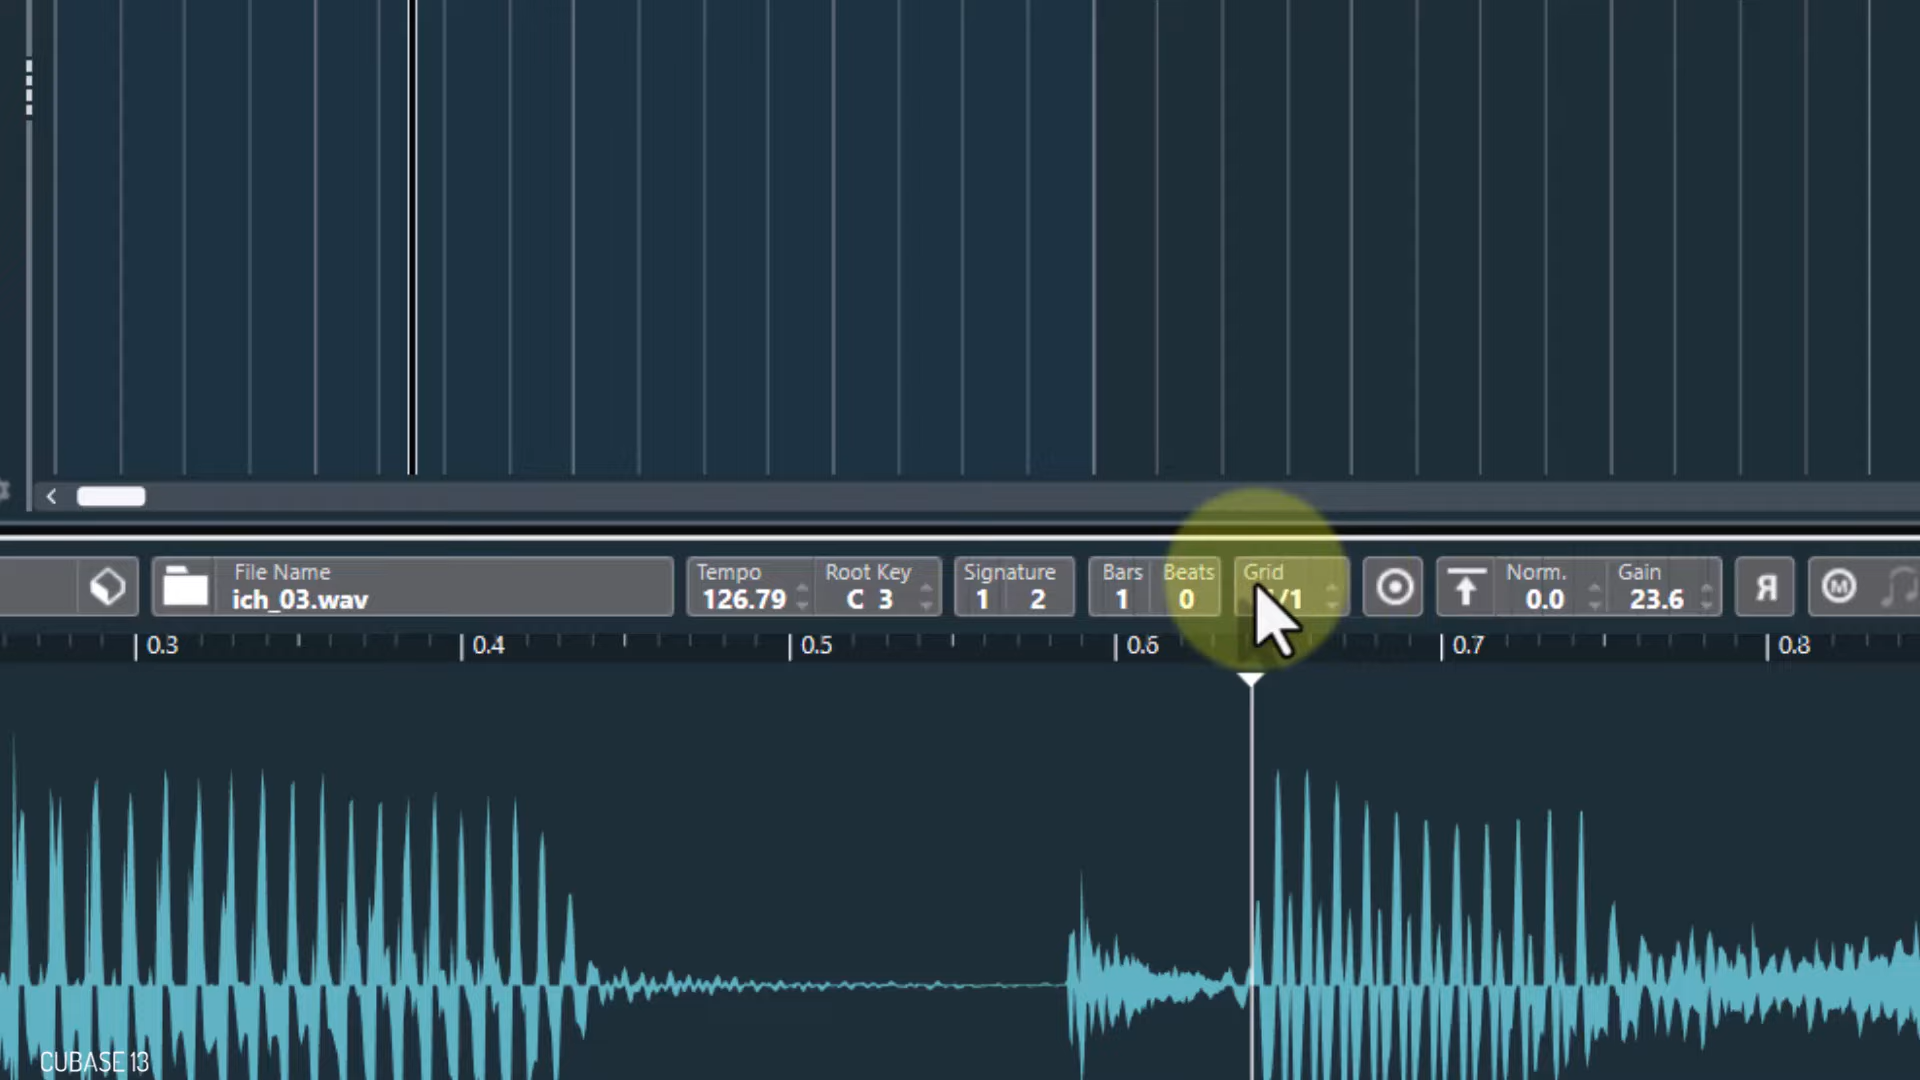 File Name Tempo Root Key Signature Bars Beats Grid Norm. Gain
ich_03.wav 126.79 C 3 1 2 1 0 /1 0.0 23.6
0.3 0.4 0.5 0.6 0.7 0.8
CUBASE 13